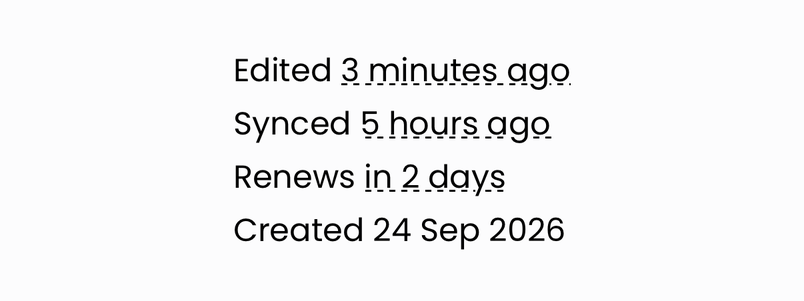 Edited 3 minutes ago
Synced 5 hours ago
Renews in 2 days
Created 24 Sep 2026